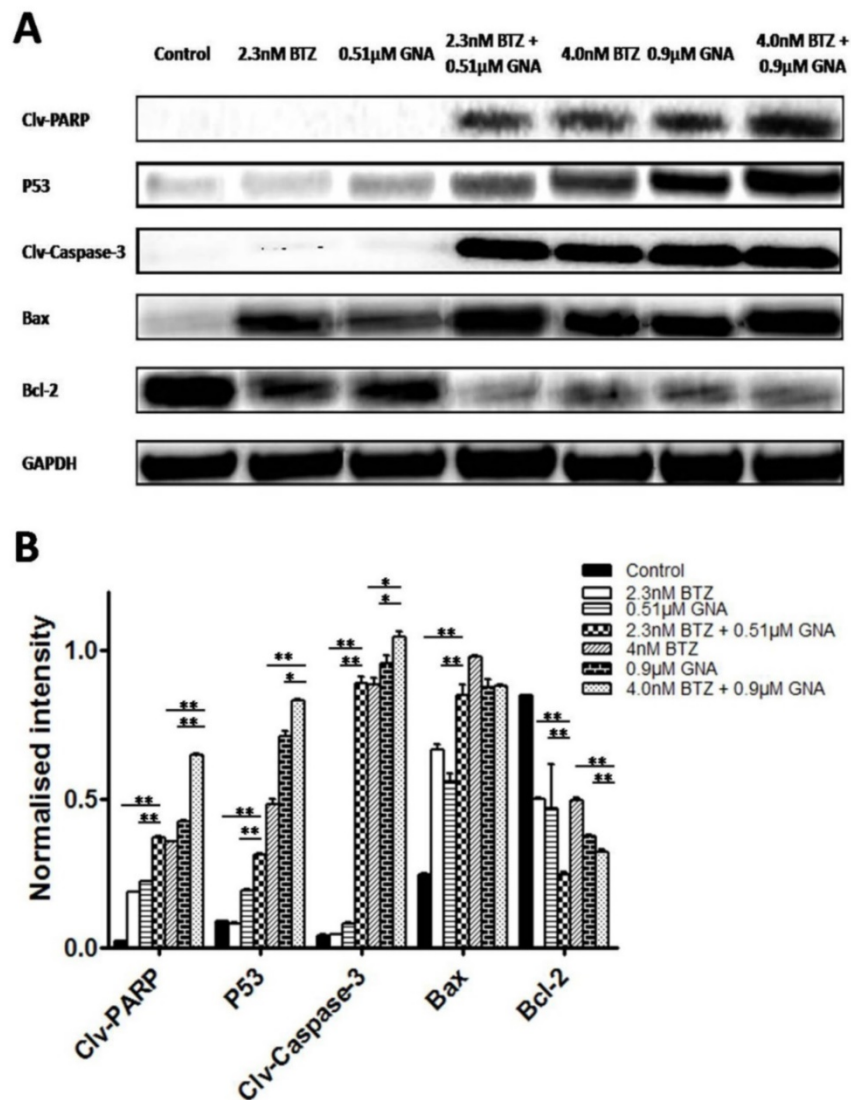 A
Control 2.3nM BTZ 0.51µM GNA 2.3nM BTZ + 0.51µM GNA 4.0nM BTZ 0.9µM GNA 4.0nM BTZ + 0.9µM GNA
Clv-PARP
P53
Clv-Caspase-3
Bax
Bcl-2
GAPDH
B
Normalised intensity
1.0
0.5
0.0
** ** ** **
** ** ** *
** ** * *
** **
** ** ** **
Clv-PARP
P53
Clv-Caspase-3
Bax
Bcl-2
Control
2.3nM BTZ
0.51µM GNA
2.3nM BTZ + 0.51µM GNA
4nM BTZ
0.9µM GNA
4.0nM BTZ + 0.9µM GNA